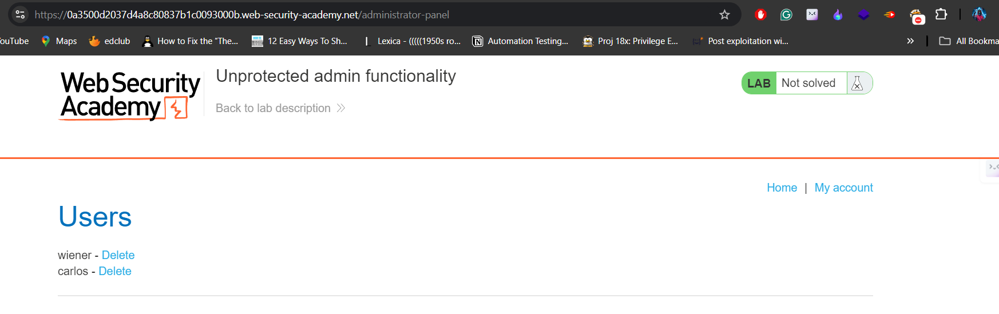 https://0a3500d2037d4a8c80837b1c0093000b.web-security-academy.net/administrator-panel
ouTube Maps edclub How to Fix the “The... 12 Easy Ways To Sh... Lexica - (((((1950s ro... Automation Testing... Proj 18x: Privilege E... Post exploitation wi... » All Bookma
Web Security
Academy
Unprotected admin functionality
Back to lab description
LAB Not solved
Home | My account
Users
wiener - Delete
carlos - Delete